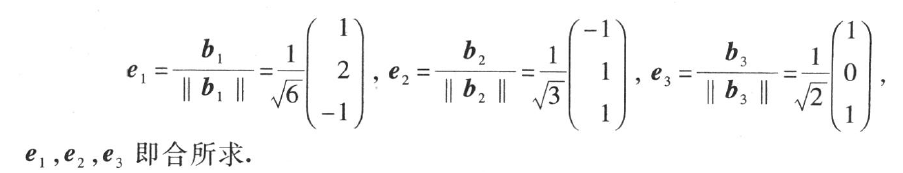 e₁ = b₁/‖b₁‖ = 1/√6 (1, 2, −1), e₂ = b₂/‖b₂‖ = 1/√3 (−1, 1, 1), e₃ = b₃/‖b₃‖ = 1/√2 (1, 0, 1),
e₁,e₂,e₃ 即合所求.